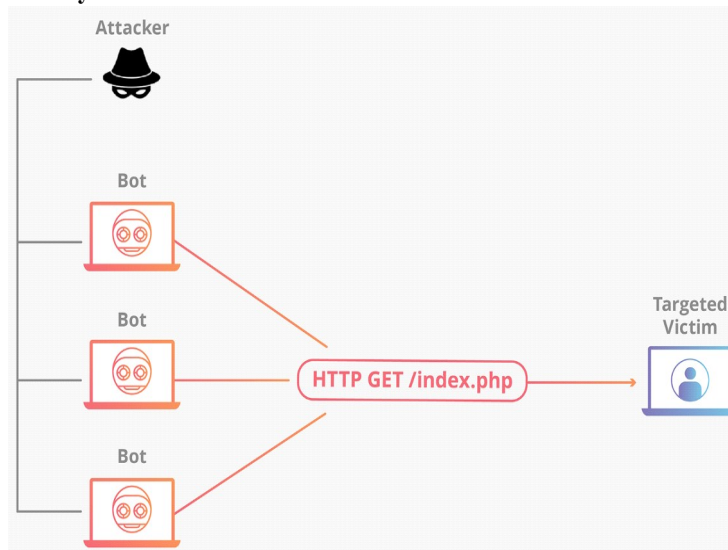 Attacker
Bot
Bot
HTTP GET /index.php
Targeted
Victim
Bot